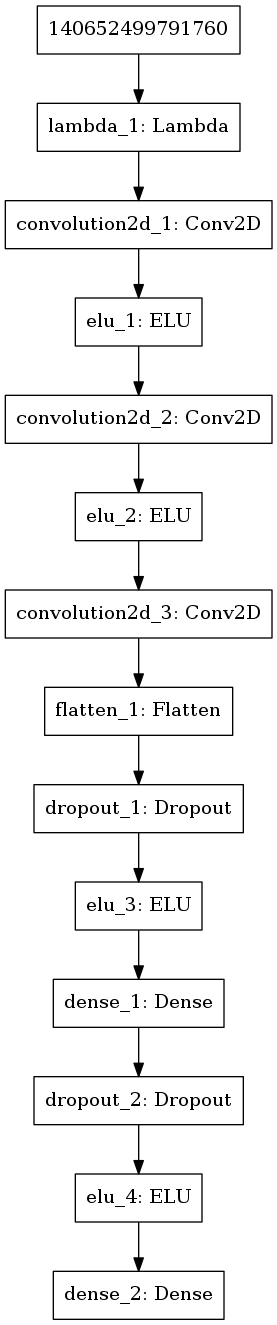 140652499791760
lambda_1: Lambda
convolution2d_1: Conv2D
elu_1: ELU
convolution2d_2: Conv2D
elu_2: ELU
convolution2d_3: Conv2D
flatten_1: Flatten
dropout_1: Dropout
elu_3: ELU
dense_1: Dense
dropout_2: Dropout
elu_4: ELU
dense_2: Dense